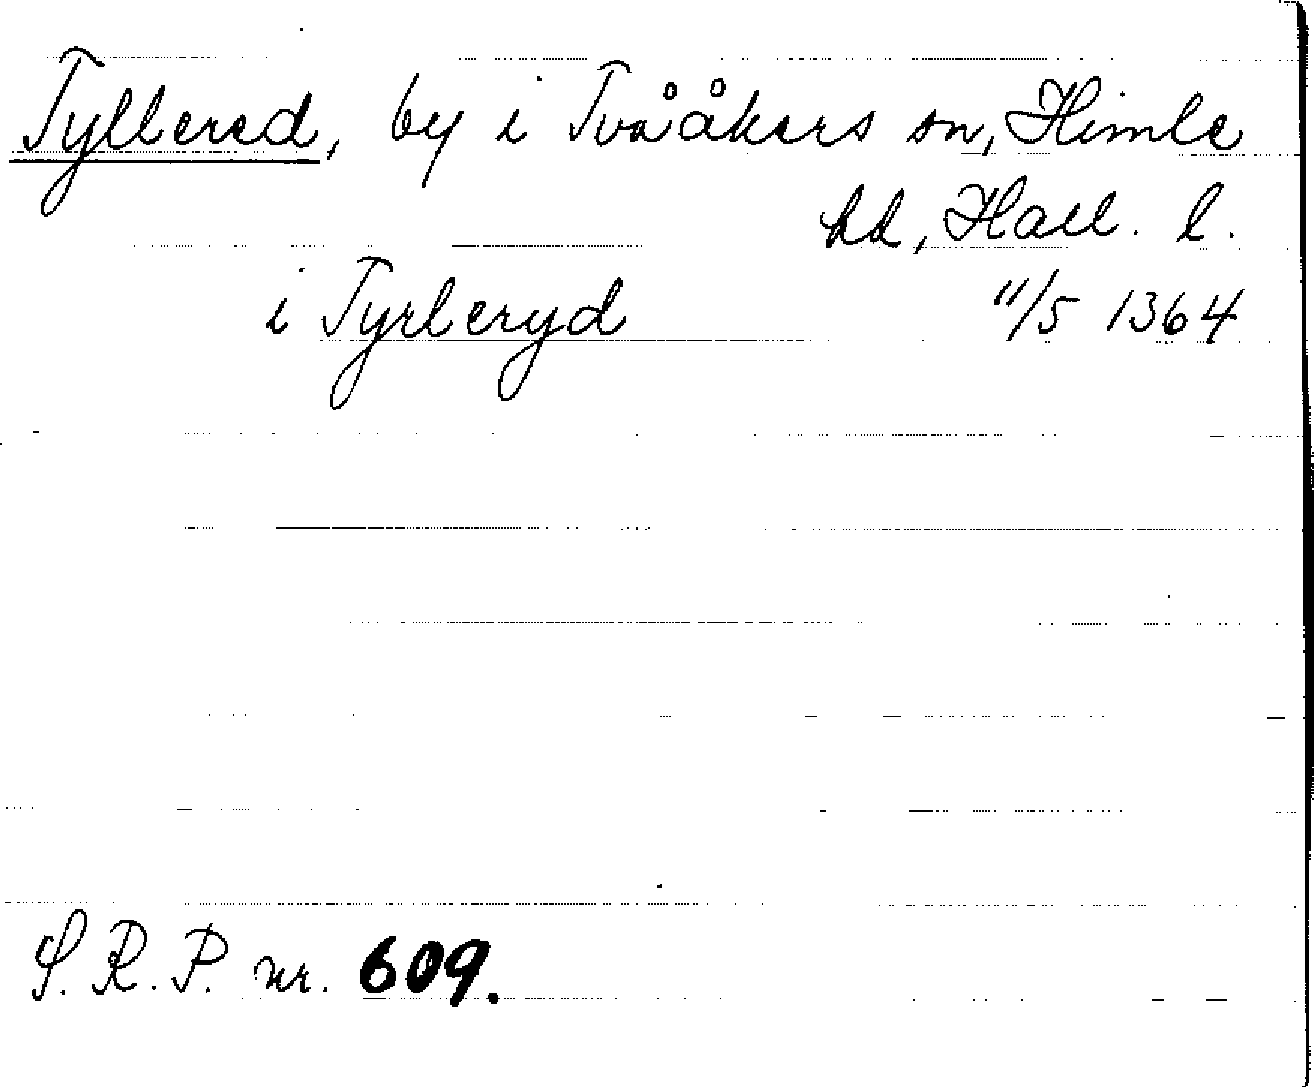 Tyllered, by i Tvååkers sn, Himle
hd, Hall. l.
i Tyrleryd 11/5 1364
S. R. P. nr. 609.